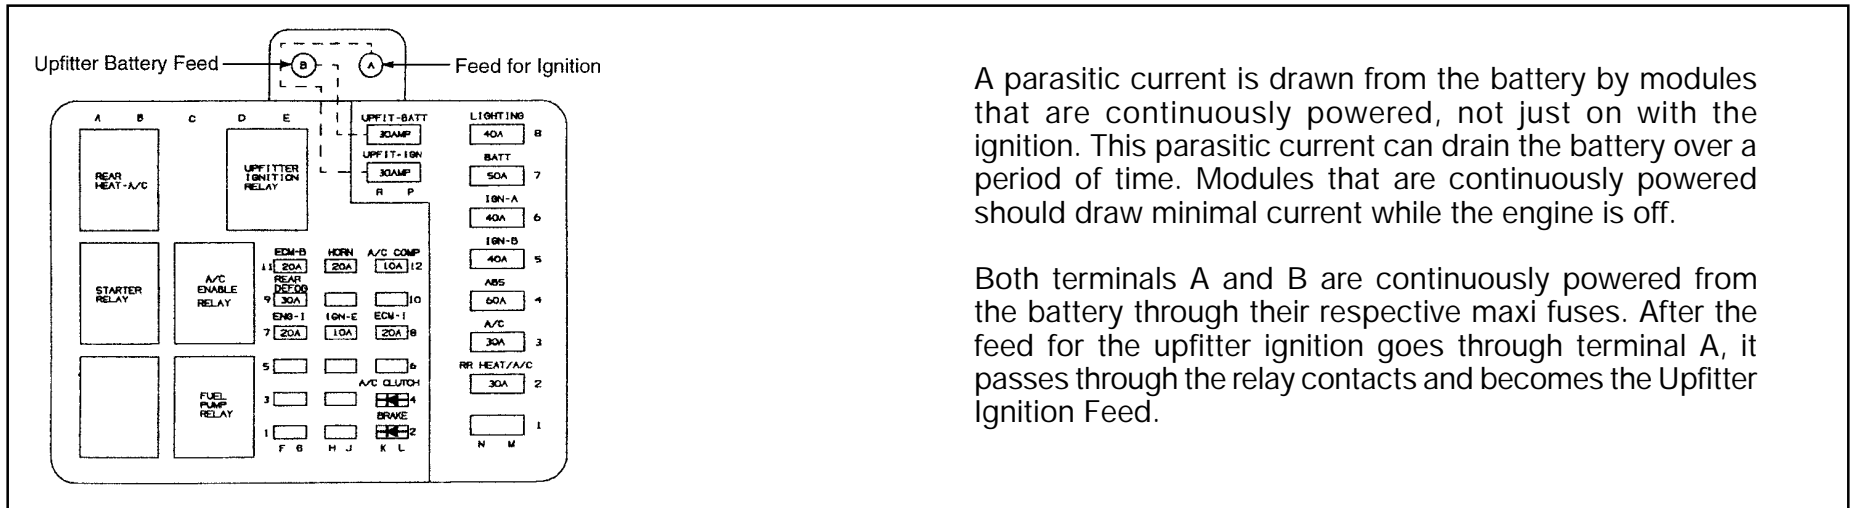 Upfitter Battery Feed
B
A
Feed for Ignition
A B C D E
UPFIT-BATT
30AMP
UPFIT-IGN
30AMP
R P
REAR
HEAT-A/C
UPFITTER
IGNITION
RELAY
STARTER
RELAY
A/C
ENABLE
RELAY
FUEL
PUMP
RELAY
ECM-B HORN A/C COMP
11 20A 20A 10A 12
REAR
DEFOG
9 30A 10
ENG-I IGN-E ECM-I
7 20A 10A 20A 8
5 6
A/C CLUTCH
3 4
BRAKE
1 2
F G H J K L
LIGHTING
40A 8
BATT
50A 7
IGN-A
40A 6
IGN-B
40A 5
ABS
60A 4
A/C
30A 3
RR HEAT/A/C
30A 2
1
N M
A parasitic current is drawn from the battery by modules
that are continuously powered, not just on with the
ignition. This parasitic current can drain the battery over a
period of time. Modules that are continuously powered
should draw minimal current while the engine is off.
Both terminals A and B are continuously powered from
the battery through their respective maxi fuses. After the
feed for the upfitter ignition goes through terminal A, it
passes through the relay contacts and becomes the Upfitter
Ignition Feed.